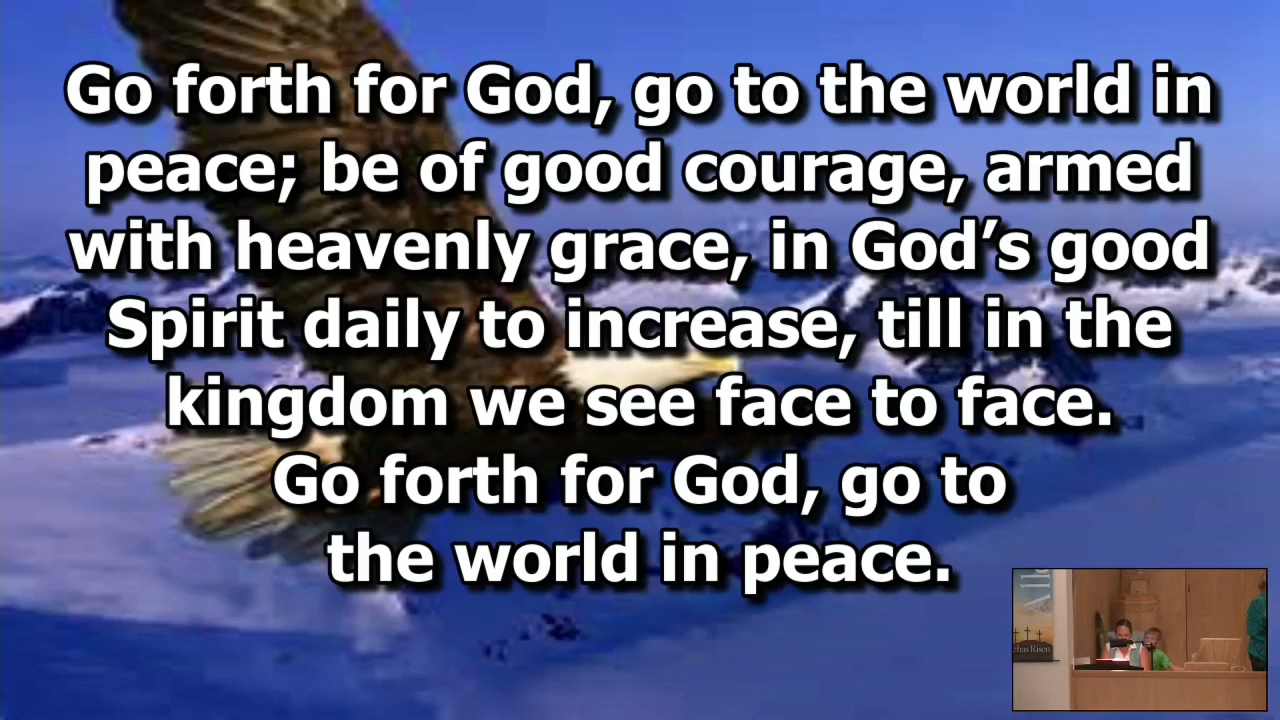 Go forth for God, go to the world in
peace; be of good courage, armed
with heavenly grace, in God’s good
Spirit daily to increase, till in the
kingdom we see face to face.
Go forth for God, go to
the world in peace.
Risen